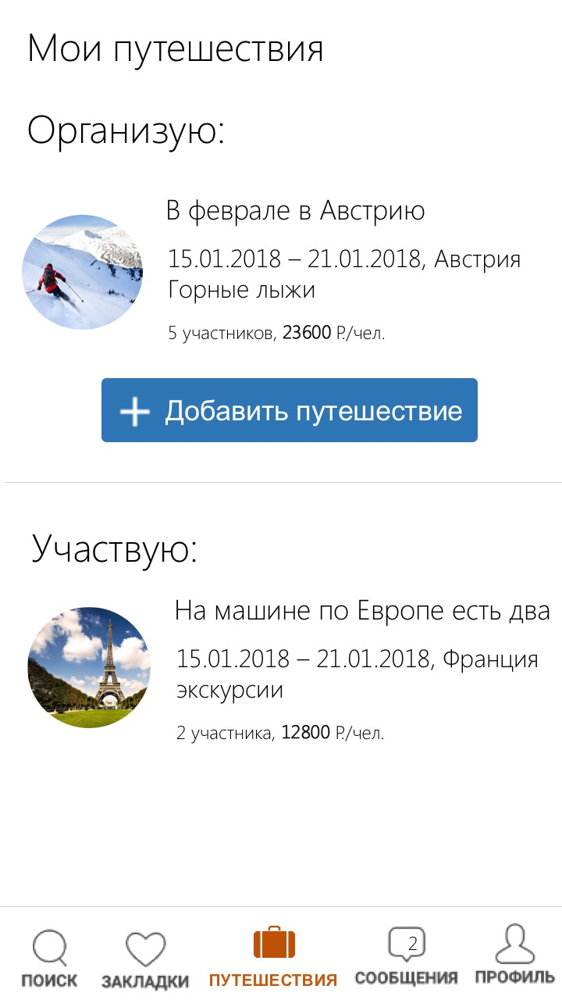 Мои путешествия
Организую:
В феврале в Австрию
15.01.2018 – 21.01.2018, Австрия
Горные лыжи
5 участников, 23600 Р./чел.
Добавить путешествие
Участвую:
На машине по Европе есть два
15.01.2018 – 21.01.2018, Франция
экскурсии
2 участника, 12800 Р./чел.
2
ПОИСК ЗАКЛАДКИ ПУТЕШЕСТВИЯ СООБЩЕНИЯ ПРОФИЛЬ